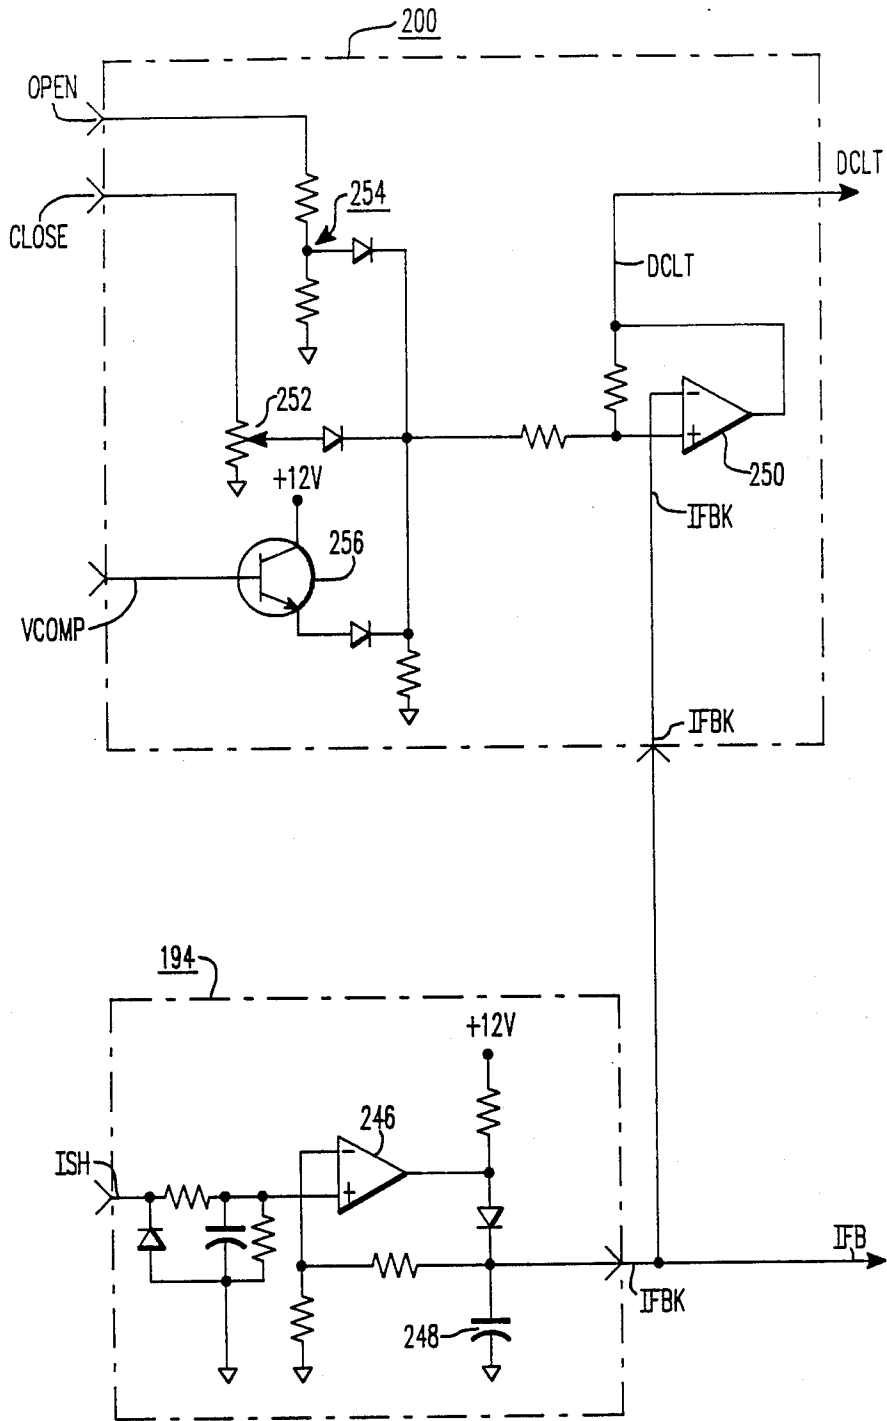 200
OPEN
DCLT
254
CLOSE
DCLT
252
+12V
250
IFBK
256
VCOMP
IFBK
194
+12V
246
ISH
IFB
IFBK
248